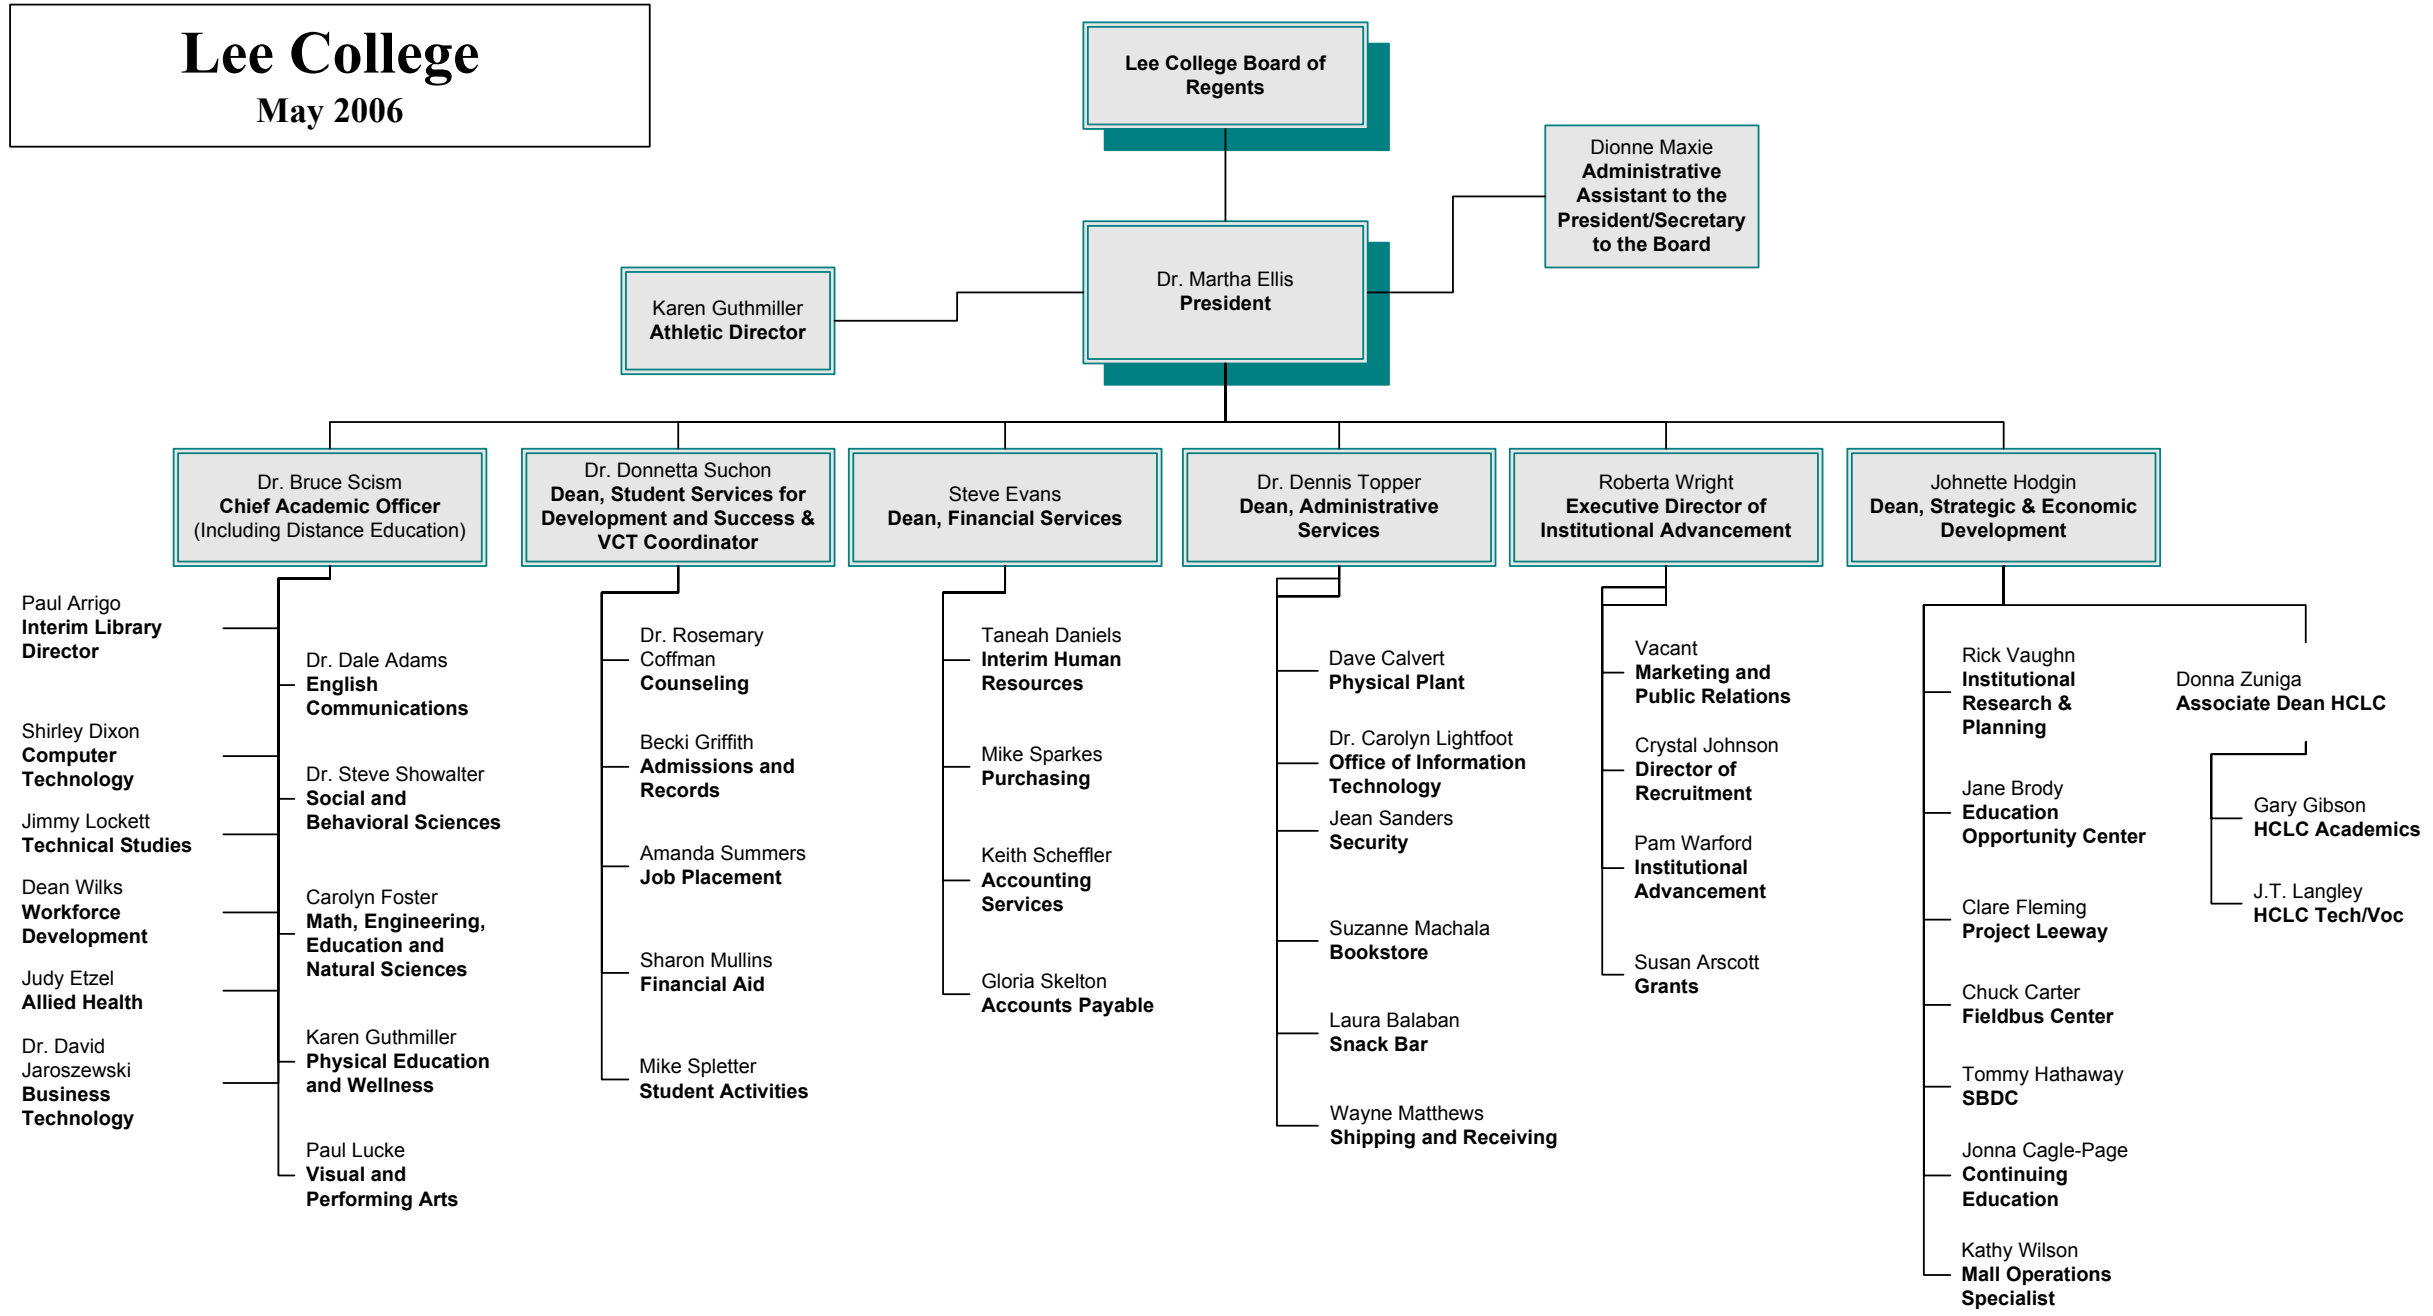 Lee College
May 2006
Lee College Board of
Regents
Dionne Maxie
Administrative
Assistant to the
President/Secretary
to the Board
Dr. Martha Ellis
President
Karen Guthmiller
Athletic Director
Dr. Bruce Scism
Chief Academic Officer
(Including Distance Education)
Dr. Donnetta Suchon
Dean, Student Services for
Development and Success &
VCT Coordinator
Steve Evans
Dean, Financial Services
Dr. Dennis Topper
Dean, Administrative
Services
Roberta Wright
Executive Director of
Institutional Advancement
Johnette Hodgin
Dean, Strategic & Economic
Development
Paul Arrigo
Interim Library
Director
Shirley Dixon
Computer
Technology
Jimmy Lockett
Technical Studies
Dean Wilks
Workforce
Development
Judy Etzel
Allied Health
Dr. David
Jaroszewski
Business
Technology
Dr. Dale Adams
English
Communications
Dr. Steve Showalter
Social and
Behavioral Sciences
Carolyn Foster
Math, Engineering,
Education and
Natural Sciences
Karen Guthmiller
Physical Education
and Wellness
Paul Lucke
Visual and
Performing Arts
Dr. Rosemary
Coffman
Counseling
Becki Griffith
Admissions and
Records
Amanda Summers
Job Placement
Sharon Mullins
Financial Aid
Mike Spletter
Student Activities
Taneah Daniels
Interim Human
Resources
Mike Sparkes
Purchasing
Keith Scheffler
Accounting
Services
Gloria Skelton
Accounts Payable
Dave Calvert
Physical Plant
Dr. Carolyn Lightfoot
Office of Information
Technology
Jean Sanders
Security
Suzanne Machala
Bookstore
Laura Balaban
Snack Bar
Wayne Matthews
Shipping and Receiving
Vacant
Marketing and
Public Relations
Crystal Johnson
Director of
Recruitment
Pam Warford
Institutional
Advancement
Susan Arscott
Grants
Rick Vaughn
Institutional
Research &
Planning
Jane Brody
Education
Opportunity Center
Clare Fleming
Project Leeway
Chuck Carter
Fieldbus Center
Tommy Hathaway
SBDC
Jonna Cagle-Page
Continuing
Education
Kathy Wilson
Mall Operations
Specialist
Donna Zuniga
Associate Dean HCLC
Gary Gibson
HCLC Academics
J.T. Langley
HCLC Tech/Voc